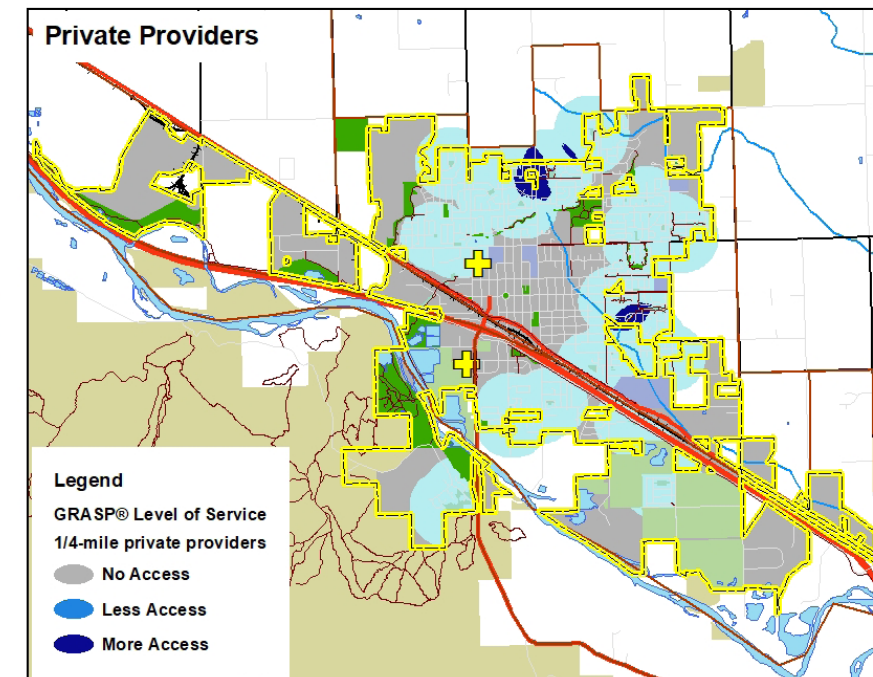 Private Providers
Legend
GRASP® Level of Service
1/4-mile private providers
No Access
Less Access
More Access